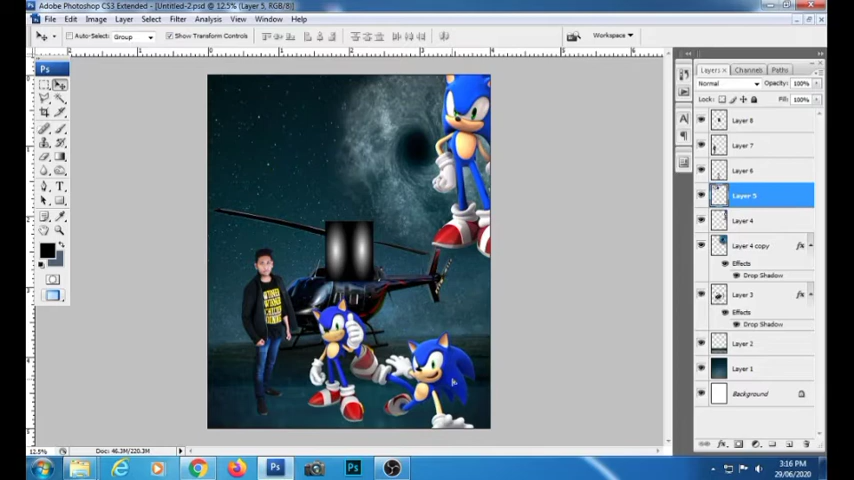 Adobe Photoshop CS3 Extended - [Untitled-2.psd @ 12.5% (Layer 5, RGB/8)]
File Edit Image Layer Select Filter Analysis View Window Help
Auto-Select: Group Show Transform Controls Workspace
Ps
Layers Channels Paths
Normal Opacity: 100%
Lock: Fill: 100%
Layer 8
Layer 7
Layer 6
Layer 5
Layer 4
Layer 4 copy fx
Effects
Drop Shadow
Layer 3 fx
Effects
Drop Shadow
Layer 2
Layer 1
Background
12.5% Doc: 46.3M/220.3M
3:16 PM
29/06/2020